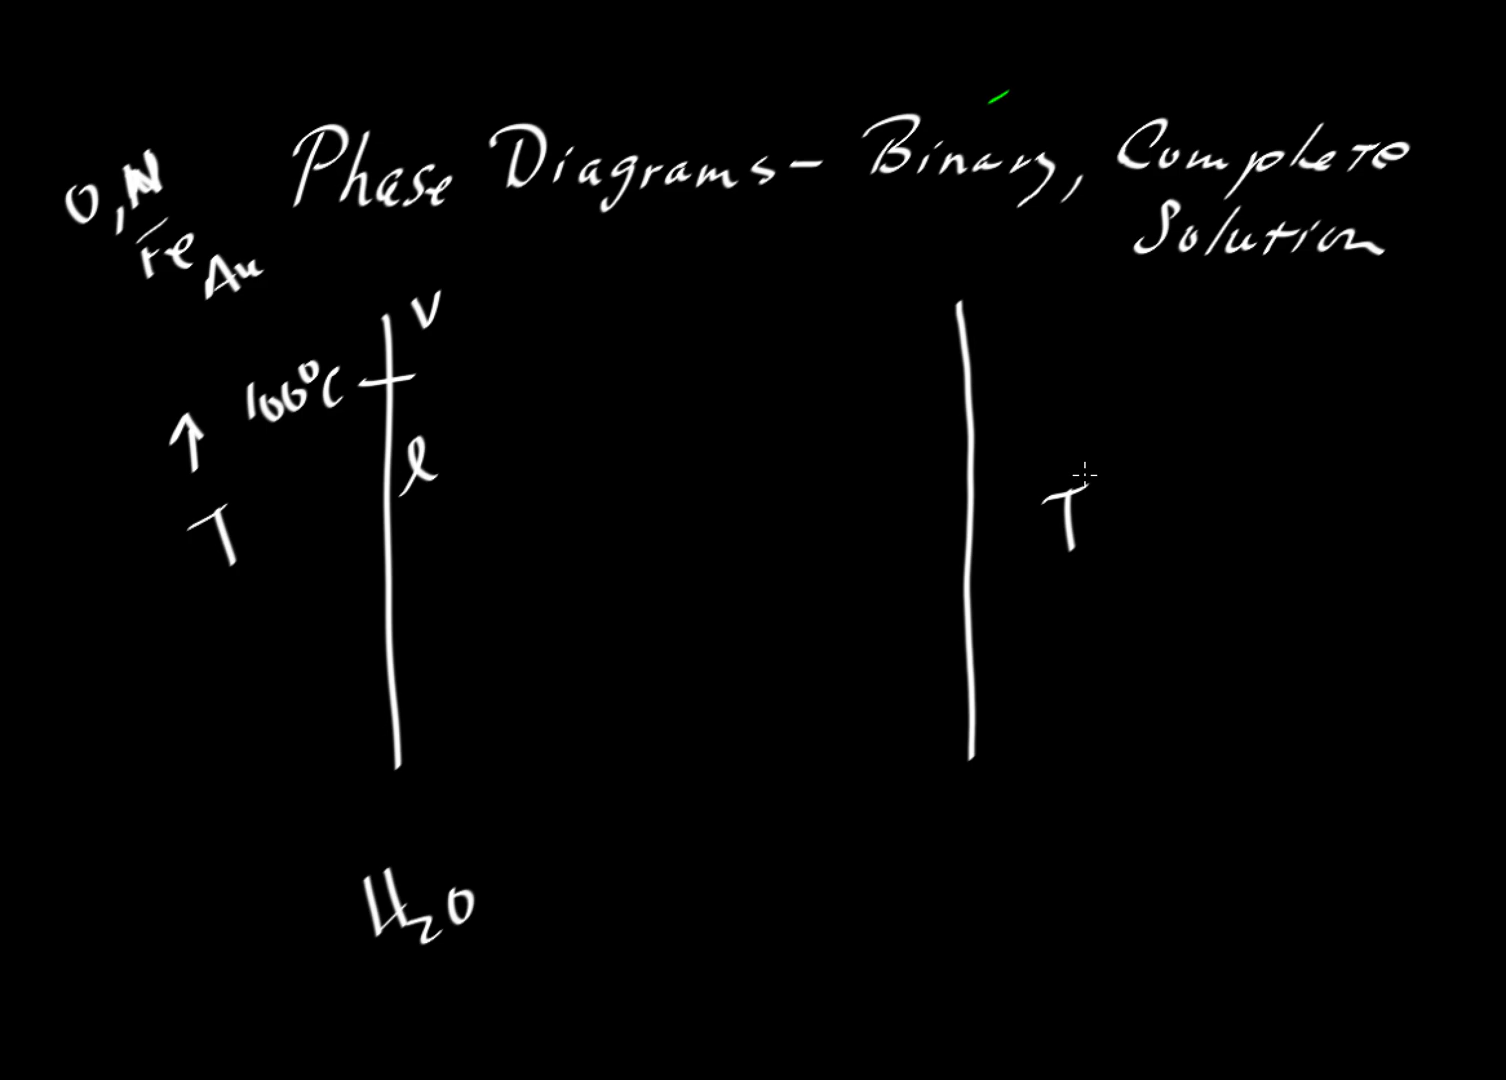 Phase Diagrams - Binary, Complete
Solution
O, N
Fe
Au
V
100°C
l
T
T
H2O